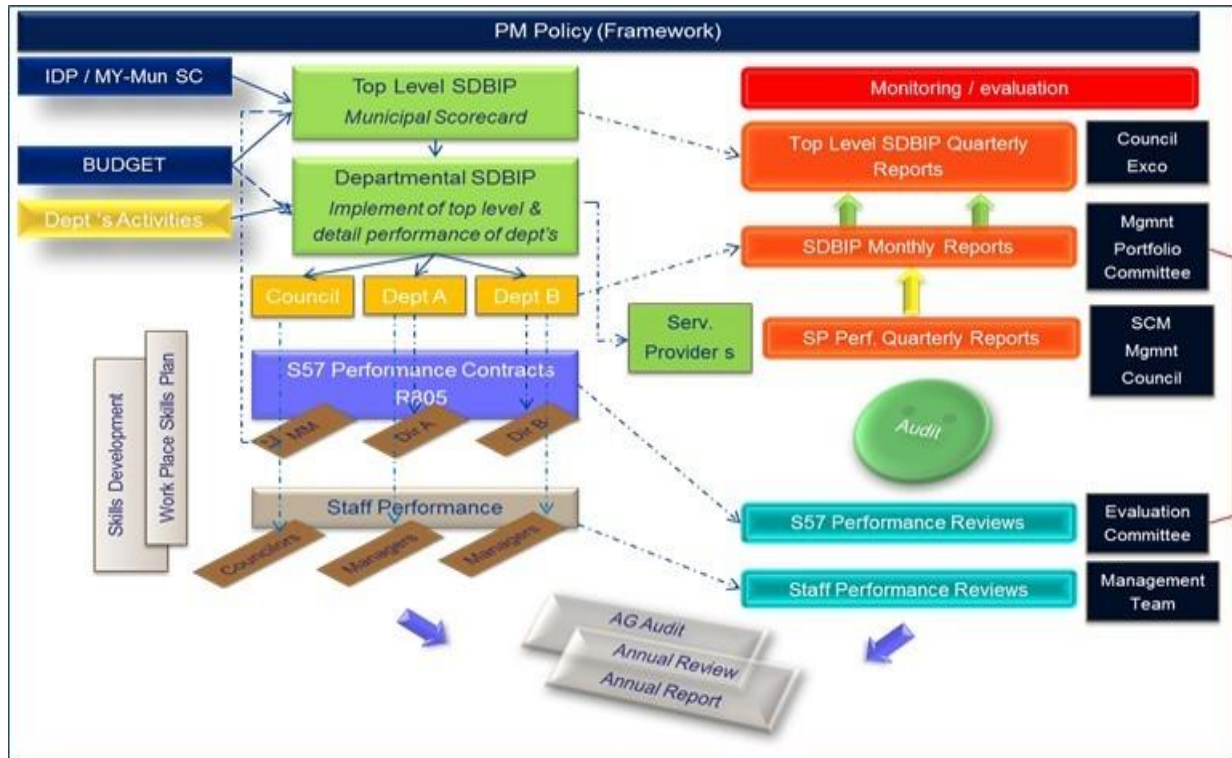 PM Policy (Framework)
IDP / MY-Mun SC
BUDGET
Dept 's Activities
Top Level SDBIP
Municipal Scorecard
Departmental SDBIP
Implement of top level &
detail performance of dept's
Council
Dept A
Dept B
Serv.
Provider s
S57 Performance Contracts
R805
MM
Dir A
Dir B
Skills Development
Work Place Skills Plan
Staff Performance
Councilors
Managers
Managers
Monitoring / evaluation
Top Level SDBIP Quarterly
Reports
Council
Exco
SDBIP Monthly Reports
Mgmnt
Portfolio
Committee
SP Perf. Quarterly Reports
SCM
Mgmnt
Council
Audit
S57 Performance Reviews
Evaluation
Committee
Staff Performance Reviews
Management
Team
AG Audit
Annual Review
Annual Report